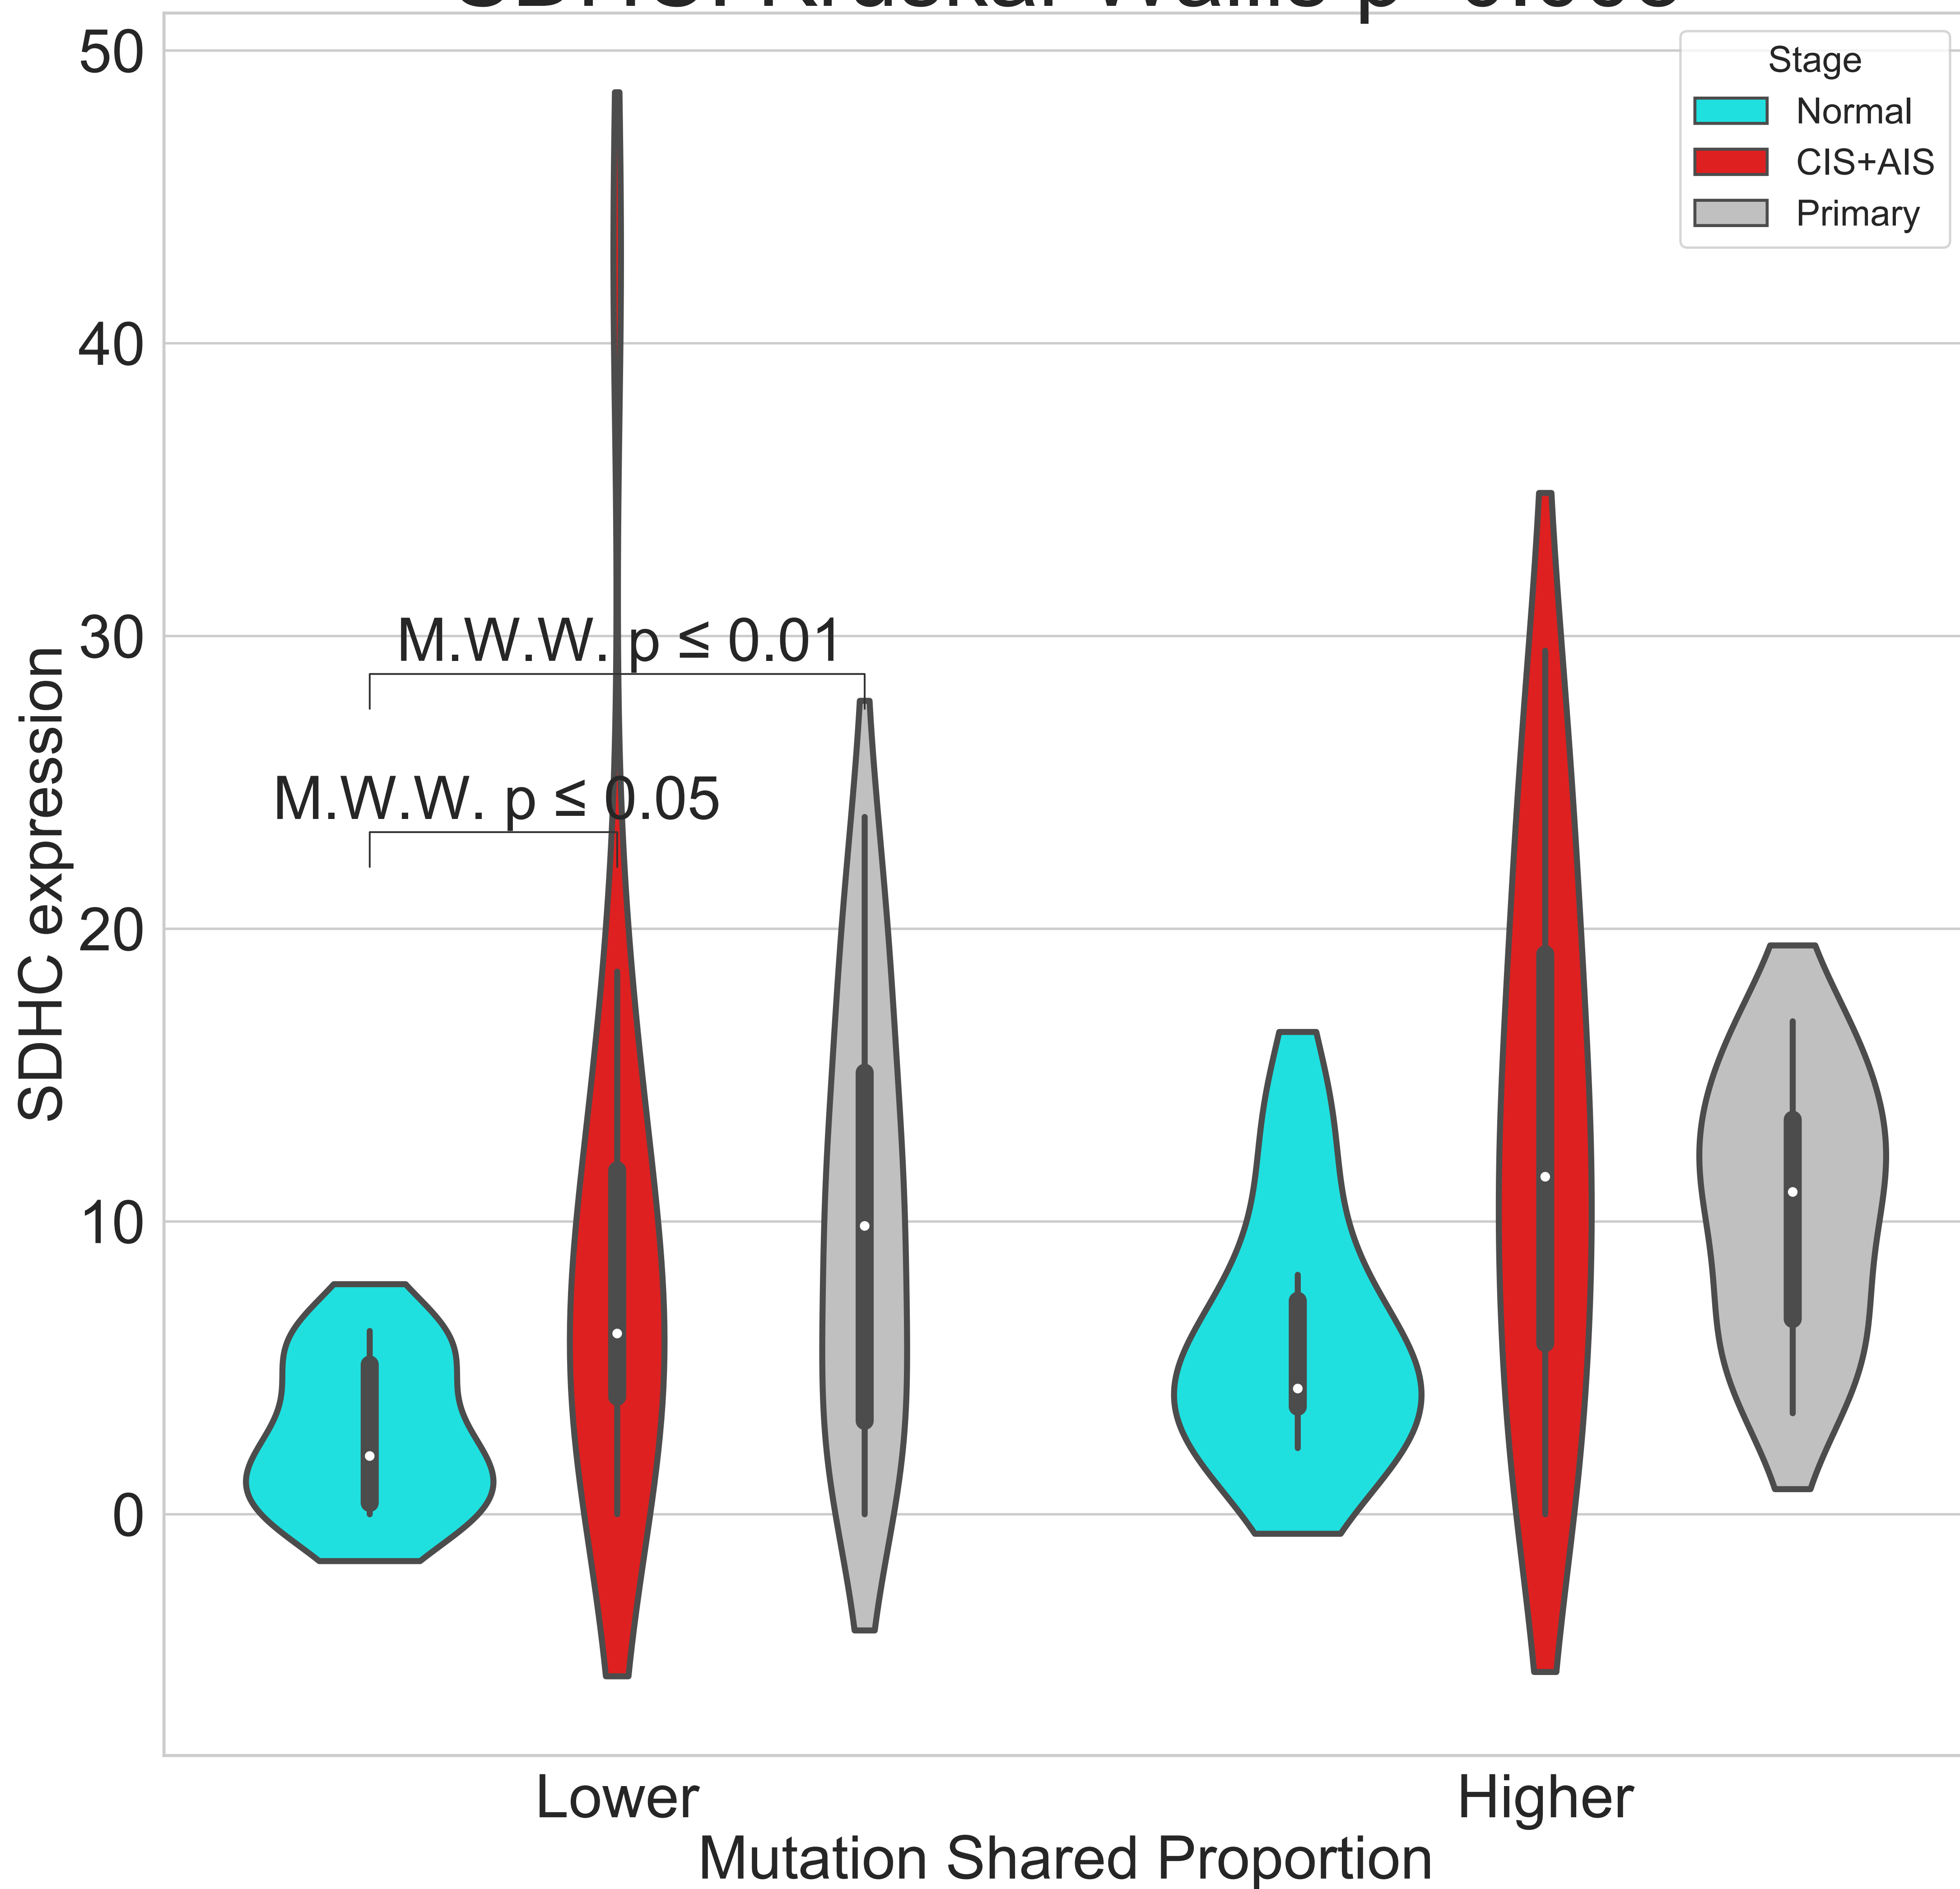 50
40
30
20
10
0
SDHC expression
Stage
Normal
CIS+AIS
Primary
M.W.W. p ≤ 0.01
M.W.W. p ≤ 0.05
Lower
Higher
Mutation Shared Proportion